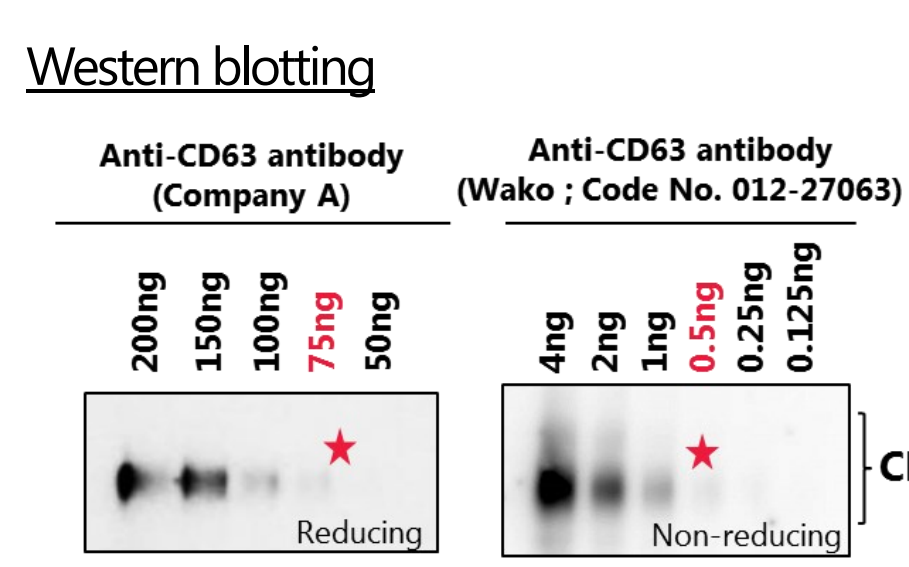 Western blotting
Anti-CD63 antibody
(Company A)
200ng
150ng
100ng
75ng
50ng
Reducing
Anti-CD63 antibody
(Wako ; Code No. 012-27063)
4ng
2ng
1ng
0.5ng
0.25ng
0.125ng
Non-reducing